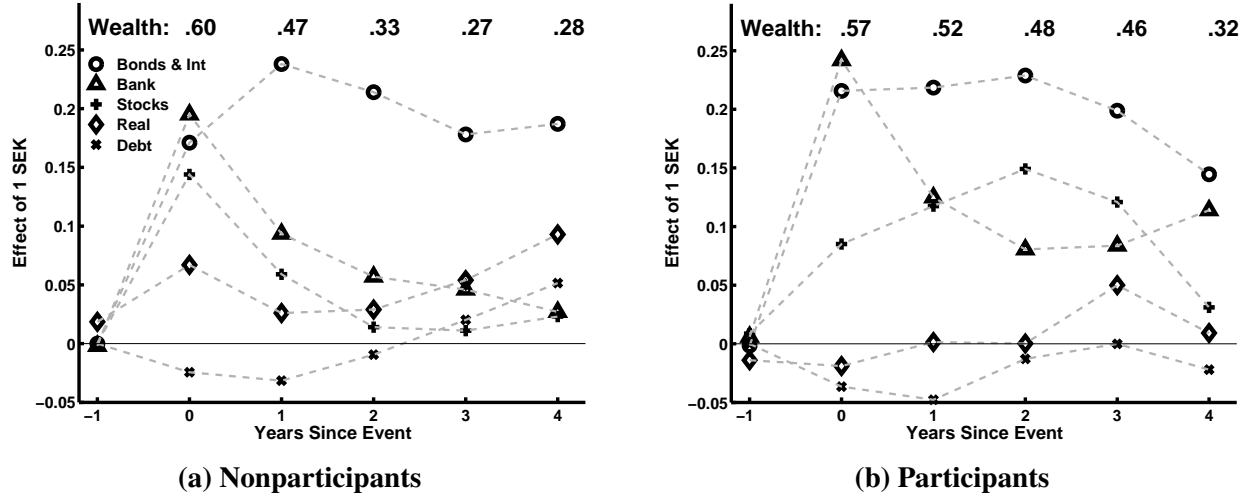 Wealth: .60 .47 .33 .27 .28
0.25
0.2
0.15
0.1
0.05
0
−0.05
Effect of 1 SEK
Bonds & Int
Bank
Stocks
Real
Debt
−1 0 1 2 3 4
Years Since Event
(a) Nonparticipants
Wealth: .57 .52 .48 .46 .32
0.25
0.2
0.15
0.1
0.05
0
−0.05
Effect of 1 SEK
−1 0 1 2 3 4
Years Since Event
(b) Participants